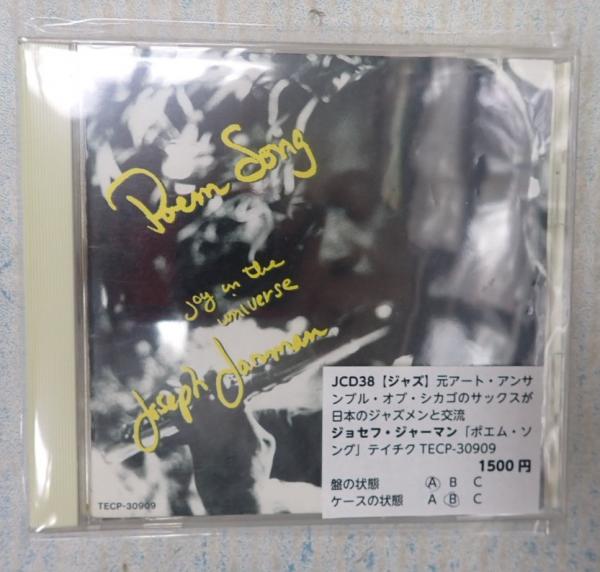 Poem Song
joy in the
universe
Joseph Jarman
JCD38【ジャズ】元アート・アンサ
ンブル・オブ・シカゴのサックスが
日本のジャズメンと交流
ジョセフ・ジャーマン「ポエム・ソ
ング」テイチク TECP-30909
1500円
盤の状態 A B C
ケースの状態 A B C
TECP-30909